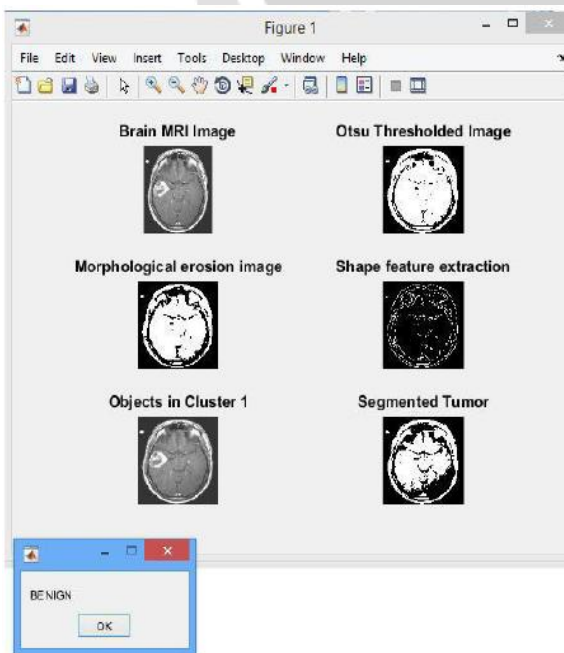 Figure 1
File Edit View Insert Tools Desktop Window Help
Brain MRI Image
Otsu Thresholded Image
Morphological erosion image
Shape feature extraction
Objects in Cluster 1
Segmented Tumor
BENIGN
OK